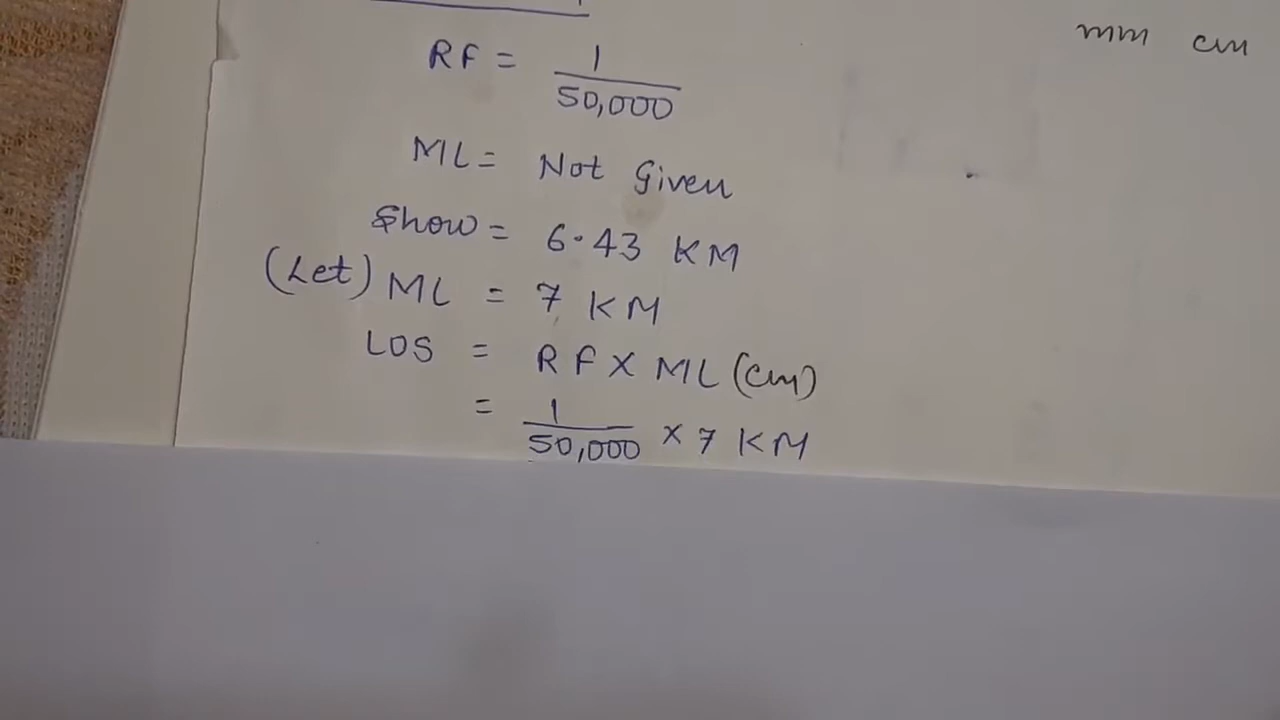 mm cm
RF = 1/50,000
ML = Not Given
Show = 6.43 KM
(Let) ML = 7 KM
LOS = RF X ML (cm)
= 1/50,000 x 7 KM